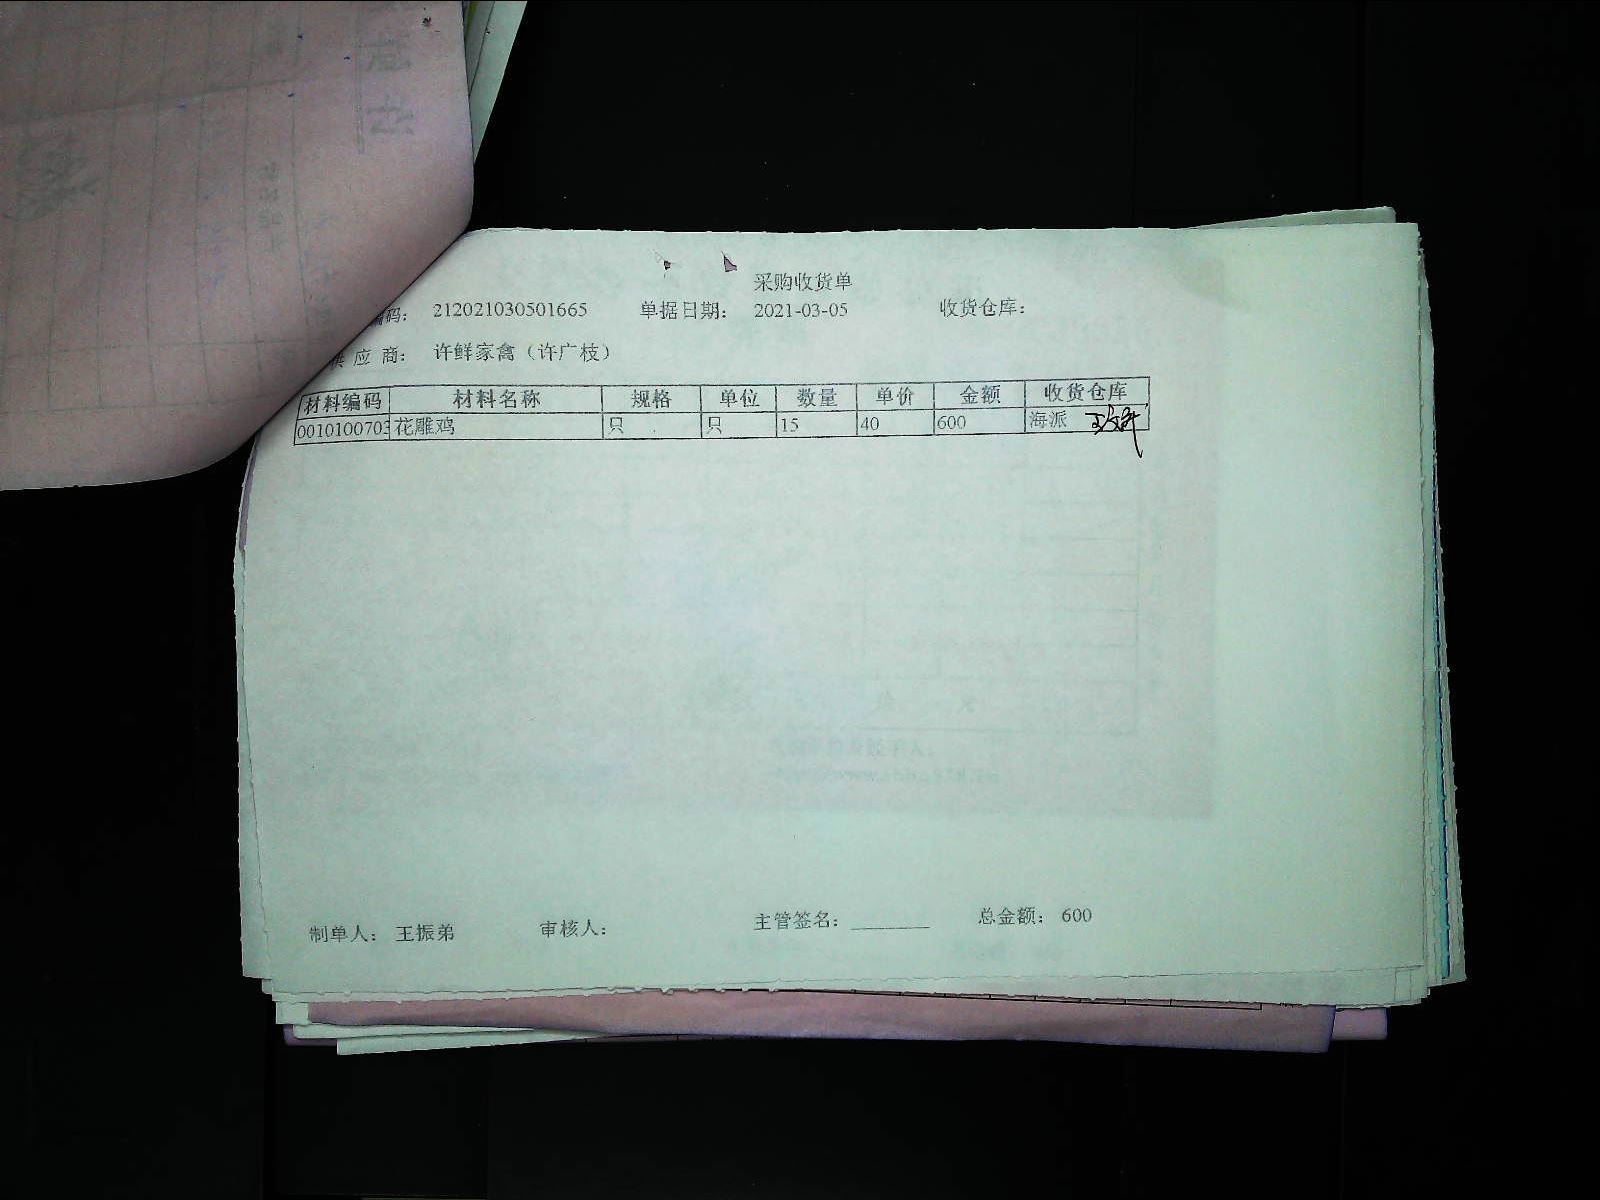 采购收货单
编码： 212021030501665 单据日期： 2021-03-05 收货仓库：
供 应 商： 许鲜家禽（许广枝）
材料编码 材料名称 规格 单位 数量 单价 金额 收货仓库
0010100703 花雕鸡 只 只 15 40 600 海派
制单人： 王振弟 审核人： 主管签名： 总金额： 600